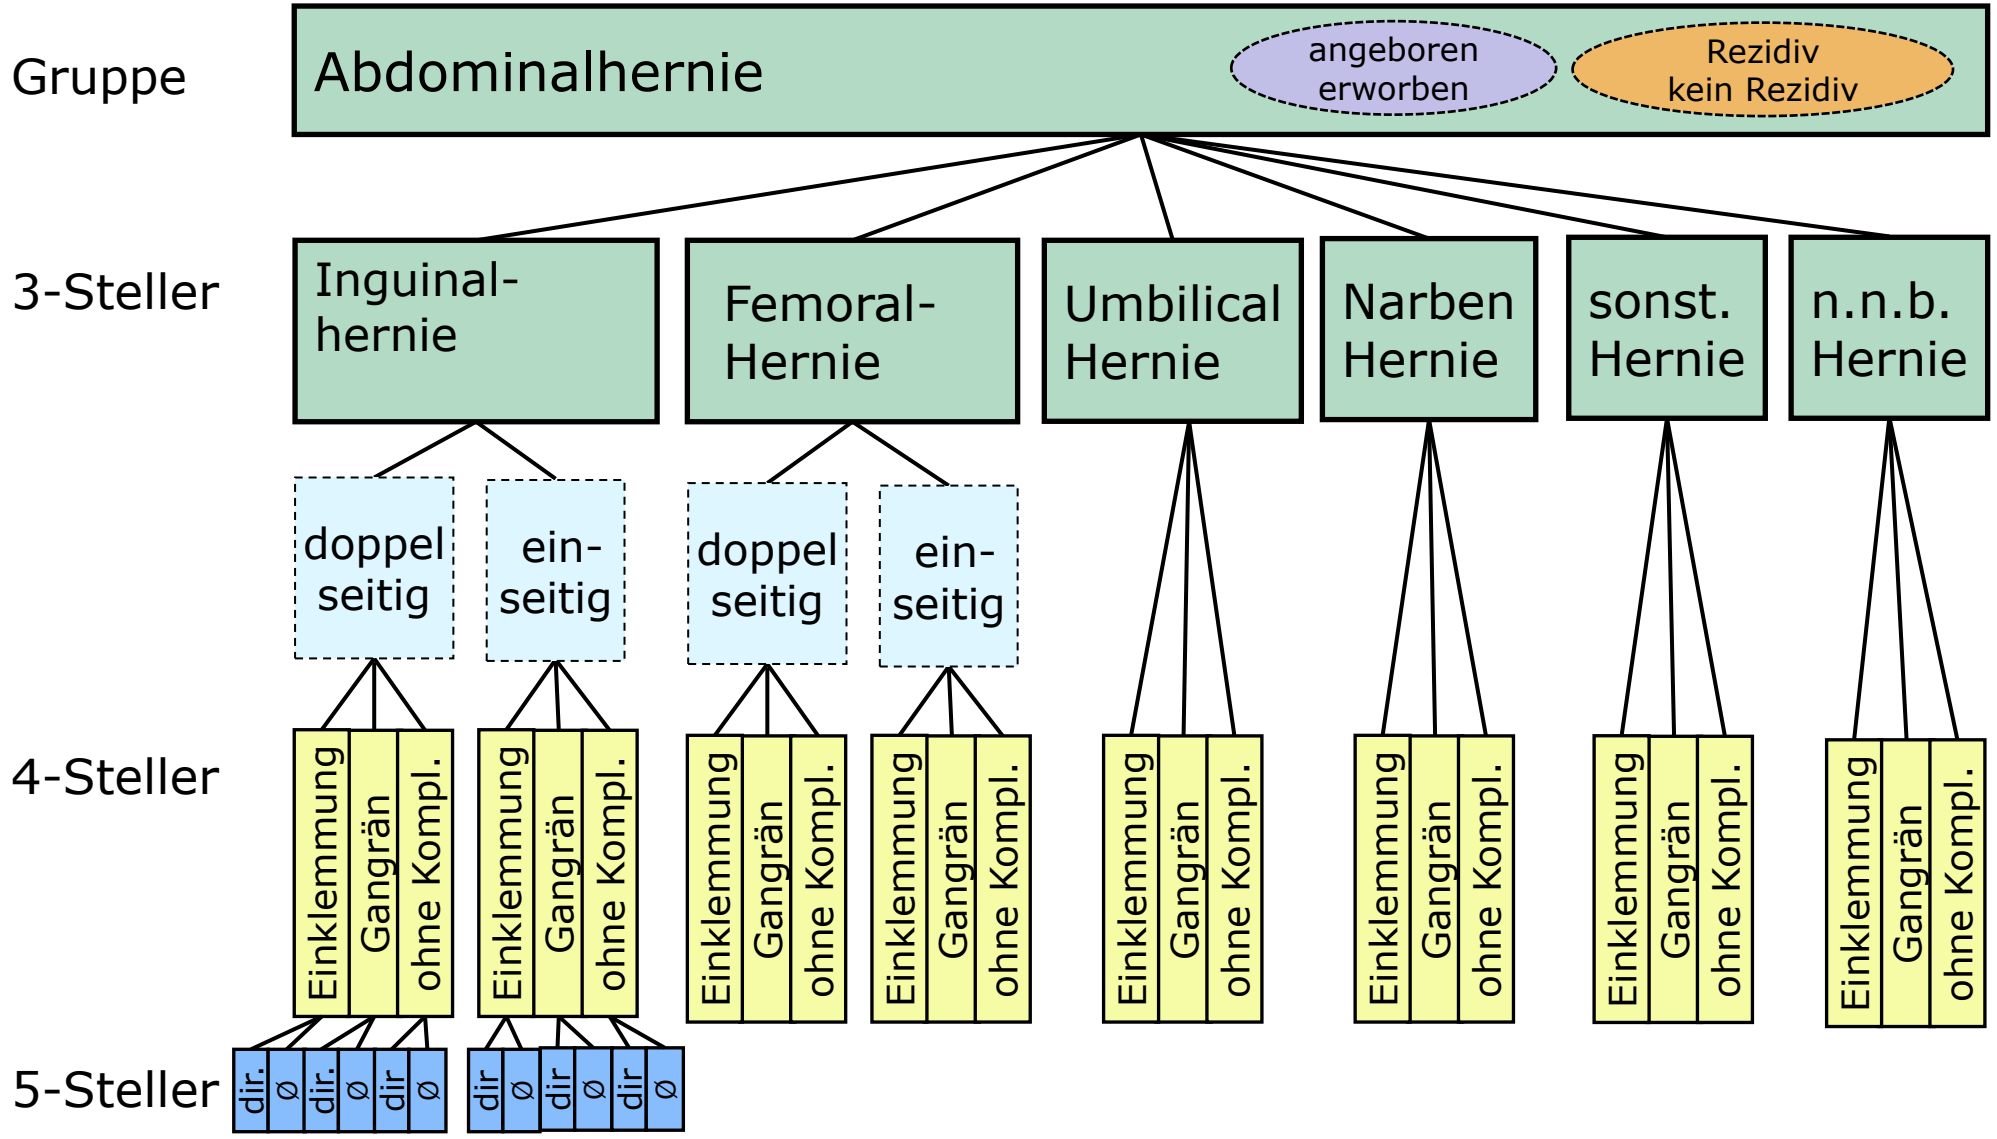 Gruppe
Abdominalhernie
angeboren
erworben
Rezidiv
kein Rezidiv
3-Steller
Inguinal-
hernie
Femoral-
Hernie
Umbilical
Hernie
Narben
Hernie
sonst.
Hernie
n.n.b.
Hernie
doppel
seitig
ein-
seitig
doppel
seitig
ein-
seitig
4-Steller
Einklemmung
Gangrän
ohne Kompl.
Einklemmung
Gangrän
ohne Kompl.
Einklemmung
Gangrän
ohne Kompl.
Einklemmung
Gangrän
ohne Kompl.
Einklemmung
Gangrän
ohne Kompl.
Einklemmung
Gangrän
ohne Kompl.
Einklemmung
Gangrän
ohne Kompl.
Einklemmung
Gangrän
ohne Kompl.
5-Steller
dir.
Ø
dir.
Ø
dir
Ø
dir
Ø
dir
Ø
dir
Ø